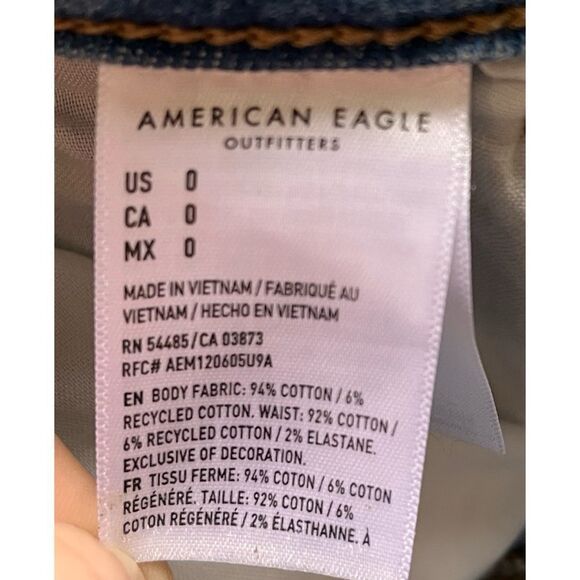 AMERICAN EAGLE
OUTFITTERS
US 0
CA 0
MX 0
MADE IN VIETNAM / FABRIQUÉ AU
VIETNAM / HECHO EN VIETNAM
RN 54485/CA 03873
RFC# AEM120605U9A
EN BODY FABRIC: 94% COTTON / 6%
RECYCLED COTTON. WAIST: 92% COTTON /
6% RECYCLED COTTON / 2% ELASTANE.
EXCLUSIVE OF DECORATION.
FR TISSU FERME: 94% COTON / 6% COTON
RÉGÉNÉRÉ. TAILLE: 92% COTON / 6%
COTON RÉGÉNÉRÉ / 2% ÉLASTHANNE. À